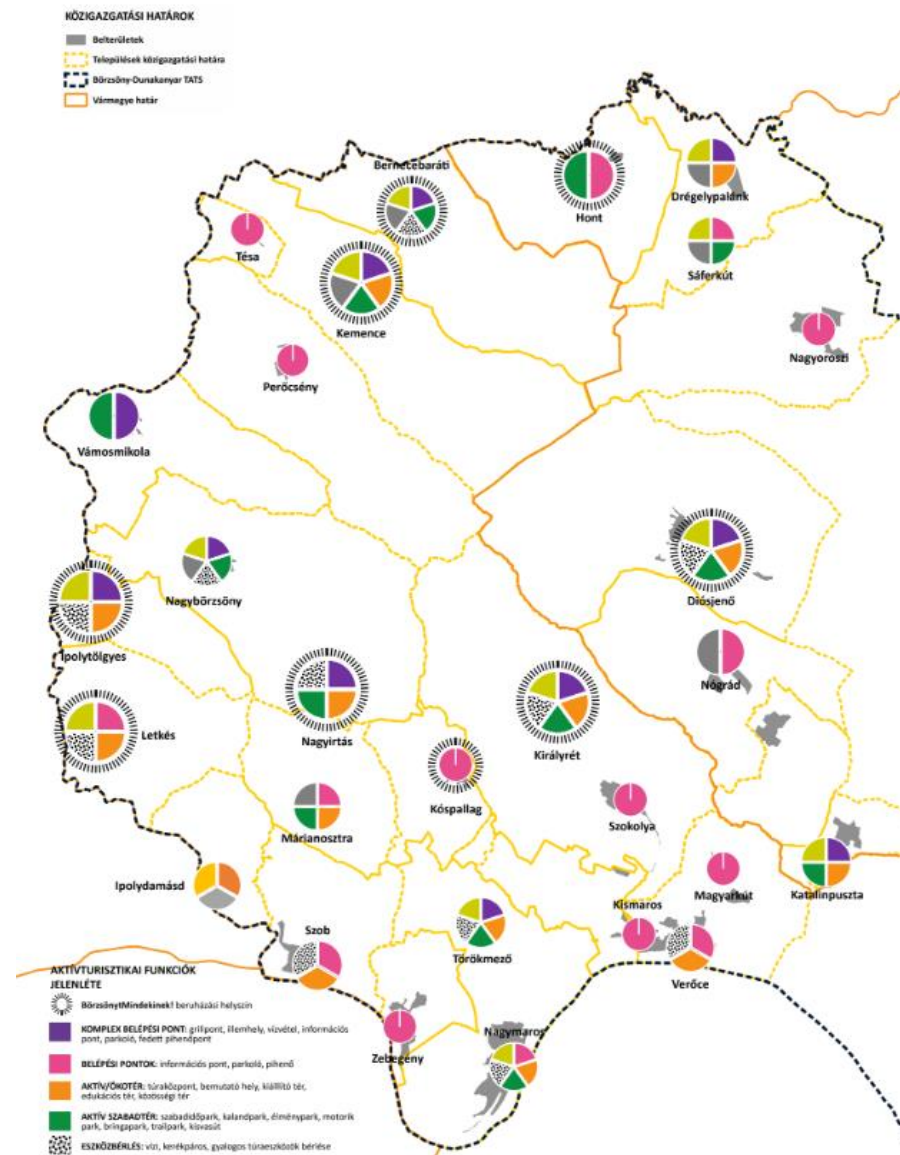 KÖZIGAZGATÁSI HATÁROK
Belterületek
Települések közigazgatási határa
Börzsöny-Dunakanyar TATS
Vármegye határ
Bernecebaráti
Hont
Drégelypalánk
Tésa
Sáferkút
Kemence
Nagyoroszi
Perőcsény
Vámosmikola
Nagybörzsöny
Diósjenő
Ipolytölgyes
Nógrád
Letkés
Nagyirtás
Királyrét
Kóspallag
Szokolya
Márianosztra
Ipolydamásd
Magyarkút
Katalinpuszta
Kismaros
Szob
Törökmező
Verőce
Zebegény
Nagymaros
AKTÍVTURISZTIKAI FUNKCIÓK
JELENLÉTE
BörzsönytMindekinek! beruházási helyszín
KOMPLEX BELÉPÉSI PONT: grillpont, illemhely, vízvétel, információs
pont, parkoló, fedett pihenőpont
BELÉPÉSI PONTOK: információs pont, parkoló, pihenő
AKTÍV/ÖKOTÉR: túraközpont, bemutató hely, kiállító tér,
edukációs tér, közösségi tér
AKTÍV SZABADTÉR: szabadidőpark, kalandpark, élménypark, motorik
park, bringapark, trailpark, kisvasút
ESZKÖZBÉRLÉS: vízi, kerékpáros, gyalogos túraeszközök bérlése